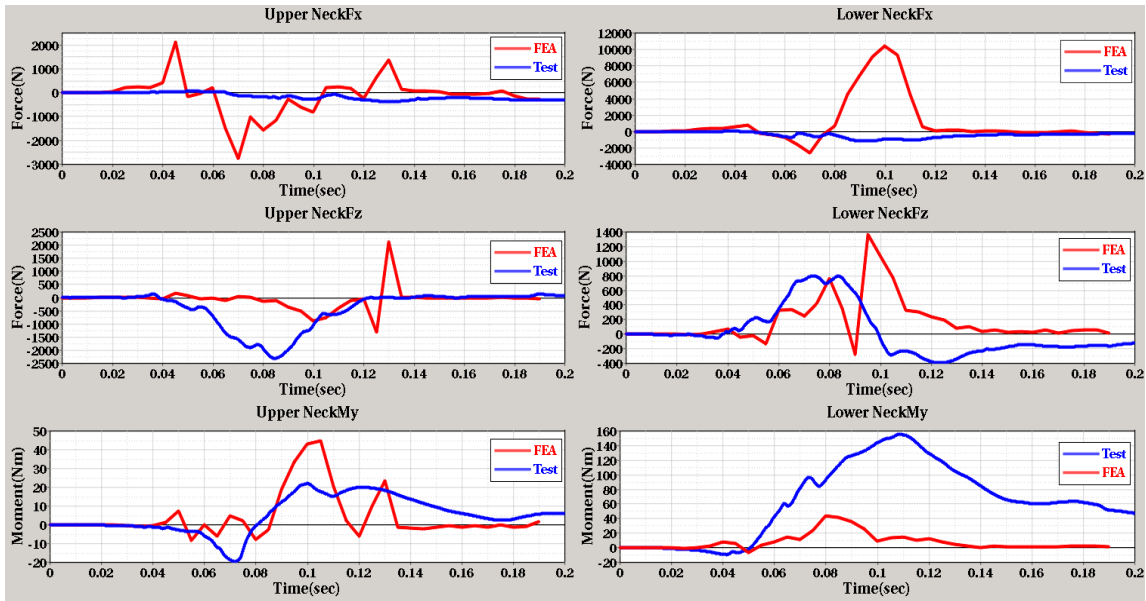 Upper NeckFx
Force(N)
2000
1000
0
-1000
-2000
-3000
FEA
Test
0 0.02 0.04 0.06 0.08 0.1 0.12 0.14 0.16 0.18 0.2
Time(sec)
Lower NeckFx
Force(N)
12000
10000
8000
6000
4000
2000
0
-2000
-4000
FEA
Test
0 0.02 0.04 0.06 0.08 0.1 0.12 0.14 0.16 0.18 0.2
Time(sec)
Upper NeckFz
Force(N)
2500
2000
1500
1000
500
0
-500
-1000
-1500
-2000
-2500
FEA
Test
0 0.02 0.04 0.06 0.08 0.1 0.12 0.14 0.16 0.18 0.2
Time(sec)
Lower NeckFz
Force(N)
1400
1200
1000
800
600
400
200
0
-200
-400
FEA
Test
0 0.02 0.04 0.06 0.08 0.1 0.12 0.14 0.16 0.18 0.2
Time(sec)
Upper NeckMy
Moment(Nm)
50
40
30
20
10
0
-10
-20
FEA
Test
0 0.02 0.04 0.06 0.08 0.1 0.12 0.14 0.16 0.18 0.2
Time(sec)
Lower NeckMy
Moment(Nm)
160
140
120
100
80
60
40
20
0
-20
Test
FEA
0 0.02 0.04 0.06 0.08 0.1 0.12 0.14 0.16 0.18 0.2
Time(sec)